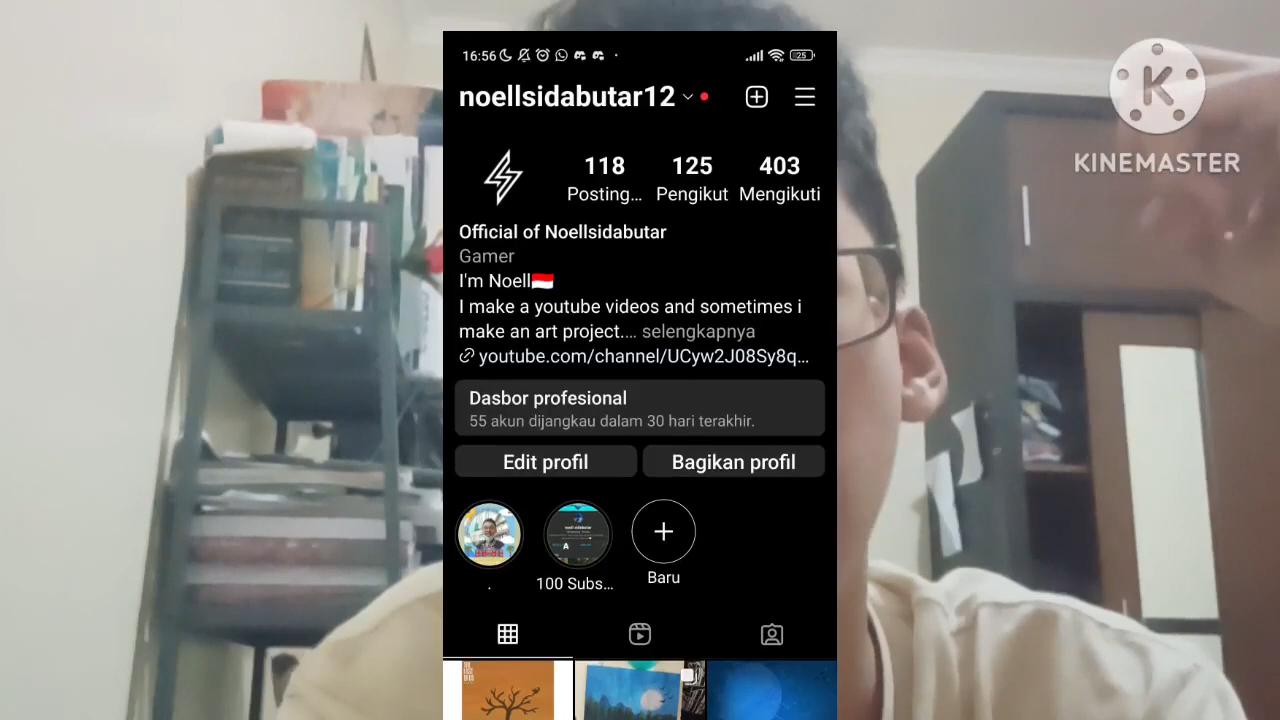 16:56
25
noellsidabutar12
118
125
403
Posting...
Pengikut
Mengikuti
Official of Noellsidabutar
Gamer
I'm Noell🇮🇩
I make a youtube videos and sometimes i
make an art project.... selengkapnya
youtube.com/channel/UCyw2J08Sy8q...
Dasbor profesional
55 akun dijangkau dalam 30 hari terakhir.
Edit profil
Bagikan profil
.
100 Subs...
Baru
K
KINEMASTER